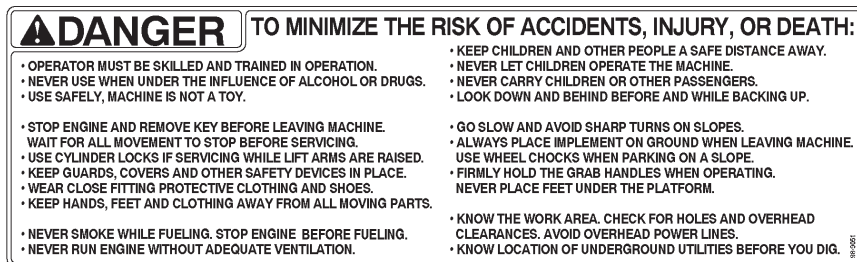 DANGER TO MINIMIZE THE RISK OF ACCIDENTS, INJURY, OR DEATH:
• OPERATOR MUST BE SKILLED AND TRAINED IN OPERATION.
• NEVER USE WHEN UNDER THE INFLUENCE OF ALCOHOL OR DRUGS.
• USE SAFELY, MACHINE IS NOT A TOY.
• STOP ENGINE AND REMOVE KEY BEFORE LEAVING MACHINE.
WAIT FOR ALL MOVEMENT TO STOP BEFORE SERVICING.
• USE CYLINDER LOCKS IF SERVICING WHILE LIFT ARMS ARE RAISED.
• KEEP GUARDS, COVERS AND OTHER SAFETY DEVICES IN PLACE.
• WEAR CLOSE FITTING PROTECTIVE CLOTHING AND SHOES.
• KEEP HANDS, FEET AND CLOTHING AWAY FROM ALL MOVING PARTS.
• NEVER SMOKE WHILE FUELING. STOP ENGINE BEFORE FUELING.
• NEVER RUN ENGINE WITHOUT ADEQUATE VENTILATION.
• KEEP CHILDREN AND OTHER PEOPLE A SAFE DISTANCE AWAY.
• NEVER LET CHILDREN OPERATE THE MACHINE.
• NEVER CARRY CHILDREN OR OTHER PASSENGERS.
• LOOK DOWN AND BEHIND BEFORE AND WHILE BACKING UP.
• GO SLOW AND AVOID SHARP TURNS ON SLOPES.
• ALWAYS PLACE IMPLEMENT ON GROUND WHEN LEAVING MACHINE.
USE WHEEL CHOCKS WHEN PARKING ON A SLOPE.
• FIRMLY HOLD THE GRAB HANDLES WHEN OPERATING.
NEVER PLACE FEET UNDER THE PLATFORM.
• KNOW THE WORK AREA. CHECK FOR HOLES AND OVERHEAD
CLEARANCES. AVOID OVERHEAD POWER LINES.
• KNOW LOCATION OF UNDERGROUND UTILITIES BEFORE YOU DIG.